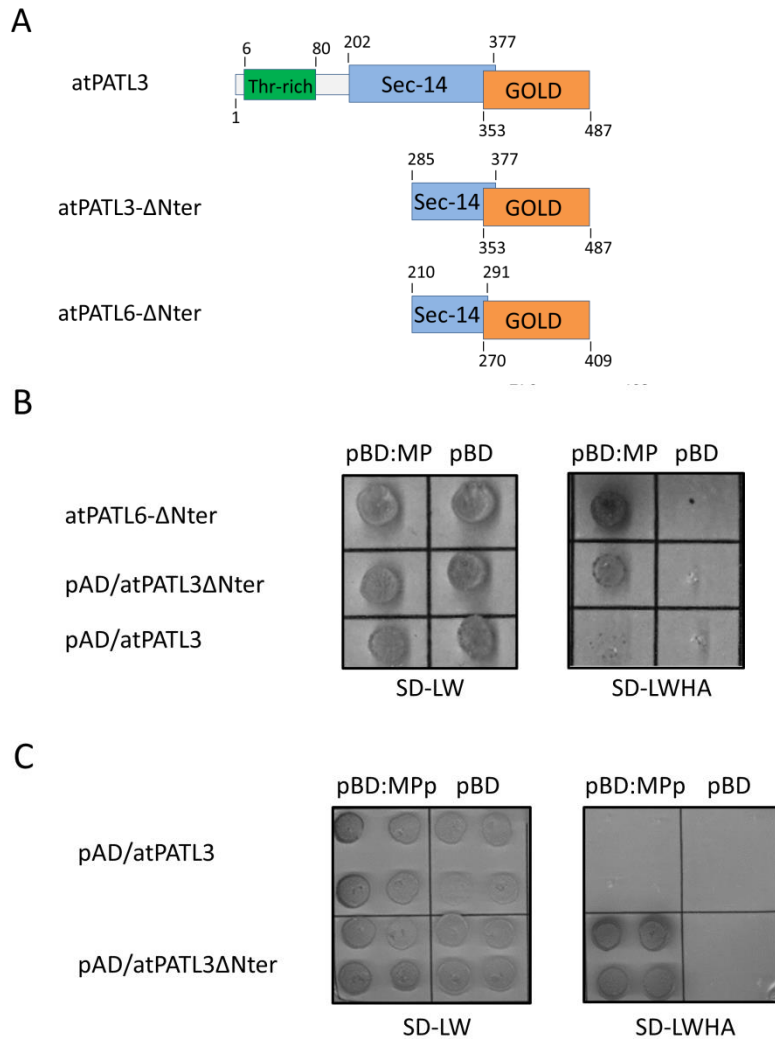 A
6 80 202 377
atPATL3 Thr-rich Sec-14 GOLD
1 353 487
285 377
atPATL3-ΔNter Sec-14 GOLD
353 487
210 291
atPATL6-ΔNter Sec-14 GOLD
270 409
B
pBD:MP pBD pBD:MP pBD
atPATL6-ΔNter
pAD/atPATL3ΔNter
pAD/atPATL3
SD-LW SD-LWHA
C
pBD:MPp pBD pBD:MPp pBD
pAD/atPATL3
pAD/atPATL3ΔNter
SD-LW SD-LWHA